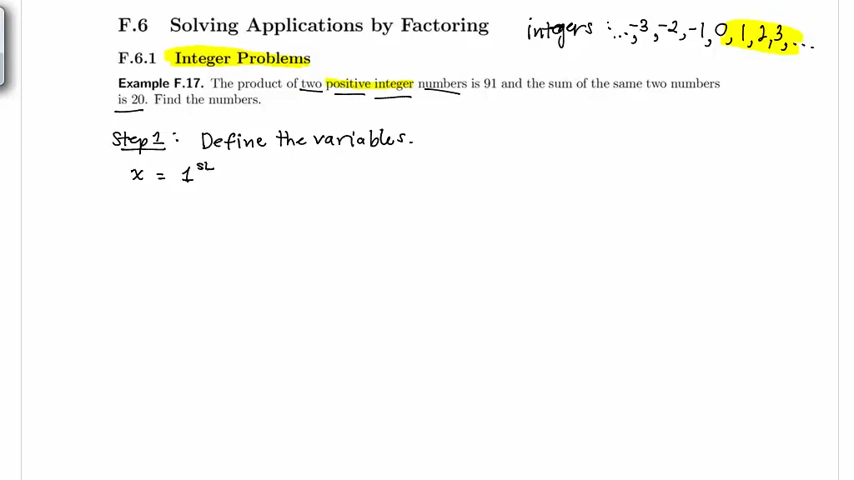 F.6 Solving Applications by Factoring
integers : ..., -3, -2, -1, 0, 1, 2, 3, ...
F.6.1 Integer Problems
Example F.17. The product of two positive integer numbers is 91 and the sum of the same two numbers
is 20. Find the numbers.
Step 1 : Define the variables.
x = 1st